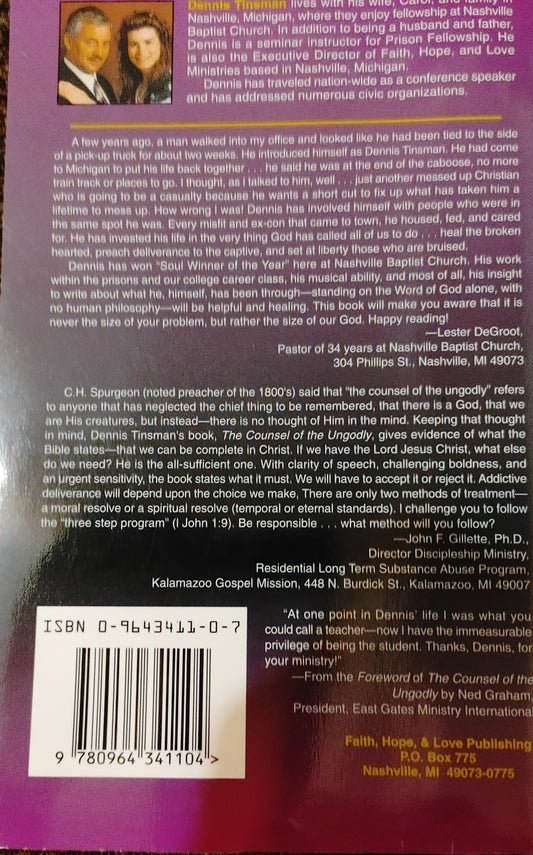 Dennis Tinsman lives with his wife, Carol, and family in
Nashville, Michigan, where they enjoy fellowship at Nashville
Baptist Church. In addition to being a husband and father,
Dennis is a seminar instructor for Prison Fellowship. He
is also the Executive Director of Faith, Hope, and Love
Ministries based in Nashville, Michigan.
Dennis has traveled nation-wide as a conference speaker
and has addressed numerous civic organizations.
A few years ago, a man walked into my office and looked like he had been tied to the side
of a pick-up truck for about two weeks. He introduced himself as Dennis Tinsman. He had come
to Michigan to put his life back together . . . he said he was at the end of the caboose, no more
train track or places to go. I thought, as I talked to him, well . . . just another messed up Christian
who is going to be a casually because he wants a short cut to fix up what has taken him a
lifetime to mess up. How wrong I was! Dennis has involved himself with people who were in
the same spot he was. Every misfit and ex-con that came to town, he housed, fed, and cared
for. He has invested his life in the very thing God has called all of us to do . . . heal the broken
hearted, preach deliverance to the captive, and set at liberty those who are bruised.
Dennis has won "Soul Winner of the Year" here at Nashville Baptist Church. His work
within the prisons and our college career class, his musical ability, and most of all, his insight
to write about what he, himself, has been through—standing on the Word of God alone, with
no human philosophy—will be helpful and healing. This book will make you aware that it is
never the size of your problem, but rather the size of our God. Happy reading!
—Lester DeGroot,
Pastor of 34 years at Nashville Baptist Church,
304 Phillips St., Nashville, MI 49073
C.H. Spurgeon (noted preacher of the 1800's) said that "the counsel of the ungodly" refers
to anyone that has neglected the chief thing to be remembered, that there is a God, that we
are His creatures, but instead—there is no thought of Him in the mind. Keeping that thought
in mind, Dennis Tinsman's book, The Counsel of the Ungodly, gives evidence of what the
Bible states—that we can be complete in Christ. If we have the Lord Jesus Christ, what else
do we need? He is the all-sufficient one. With clarity of speech, challenging boldness, and
an urgent sensitivity, the book states what it must. We will have to accept it or reject it. Addictive
deliverance will depend upon the choice we make, There are only two methods of treatment—
a moral resolve or a spiritual resolve (temporal or eternal standards). I challenge you to follow
the "three step program" (I John 1:9). Be responsible . . . what method will you follow?
—John F. Gillette, Ph.D.,
Director Discipleship Ministry,
Residential Long Term Substance Abuse Program,
Kalamazoo Gospel Mission, 448 N. Burdick St., Kalamazoo, MI 49007
ISBN 0-9643411-0-7
9 780964 341104 >
"At one point in Dennis' life I was what you
could call a teacher—now I have the immeasurable
privilege of being the student. Thanks, Dennis, for
your ministry!"
—From the Foreword of The Counsel of the
Ungodly by Ned Graham,
President, East Gates Ministry International
Faith, Hope, & Love Publishing
P.O. Box 775
Nashville, MI 49073-0775